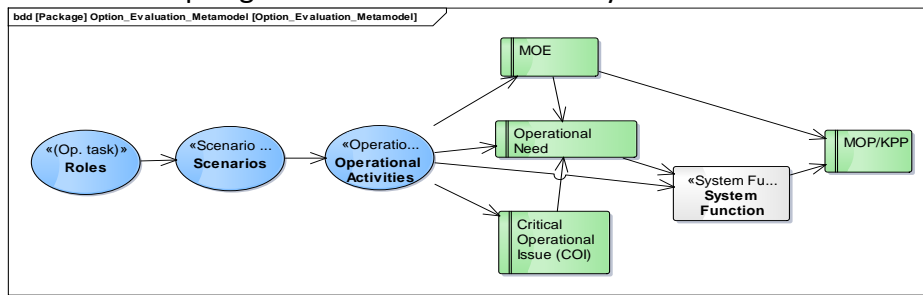 bdd [Package] Option_Evaluation_Metamodel [Option_Evaluation_Metamodel]
MOE
«(Op. task)»
Roles
«Scenario ...
Scenarios
«Operatio...
Operational
Activities
Operational
Need
MOP/KPP
«System Fu...
System
Function
Critical
Operational
Issue (COI)